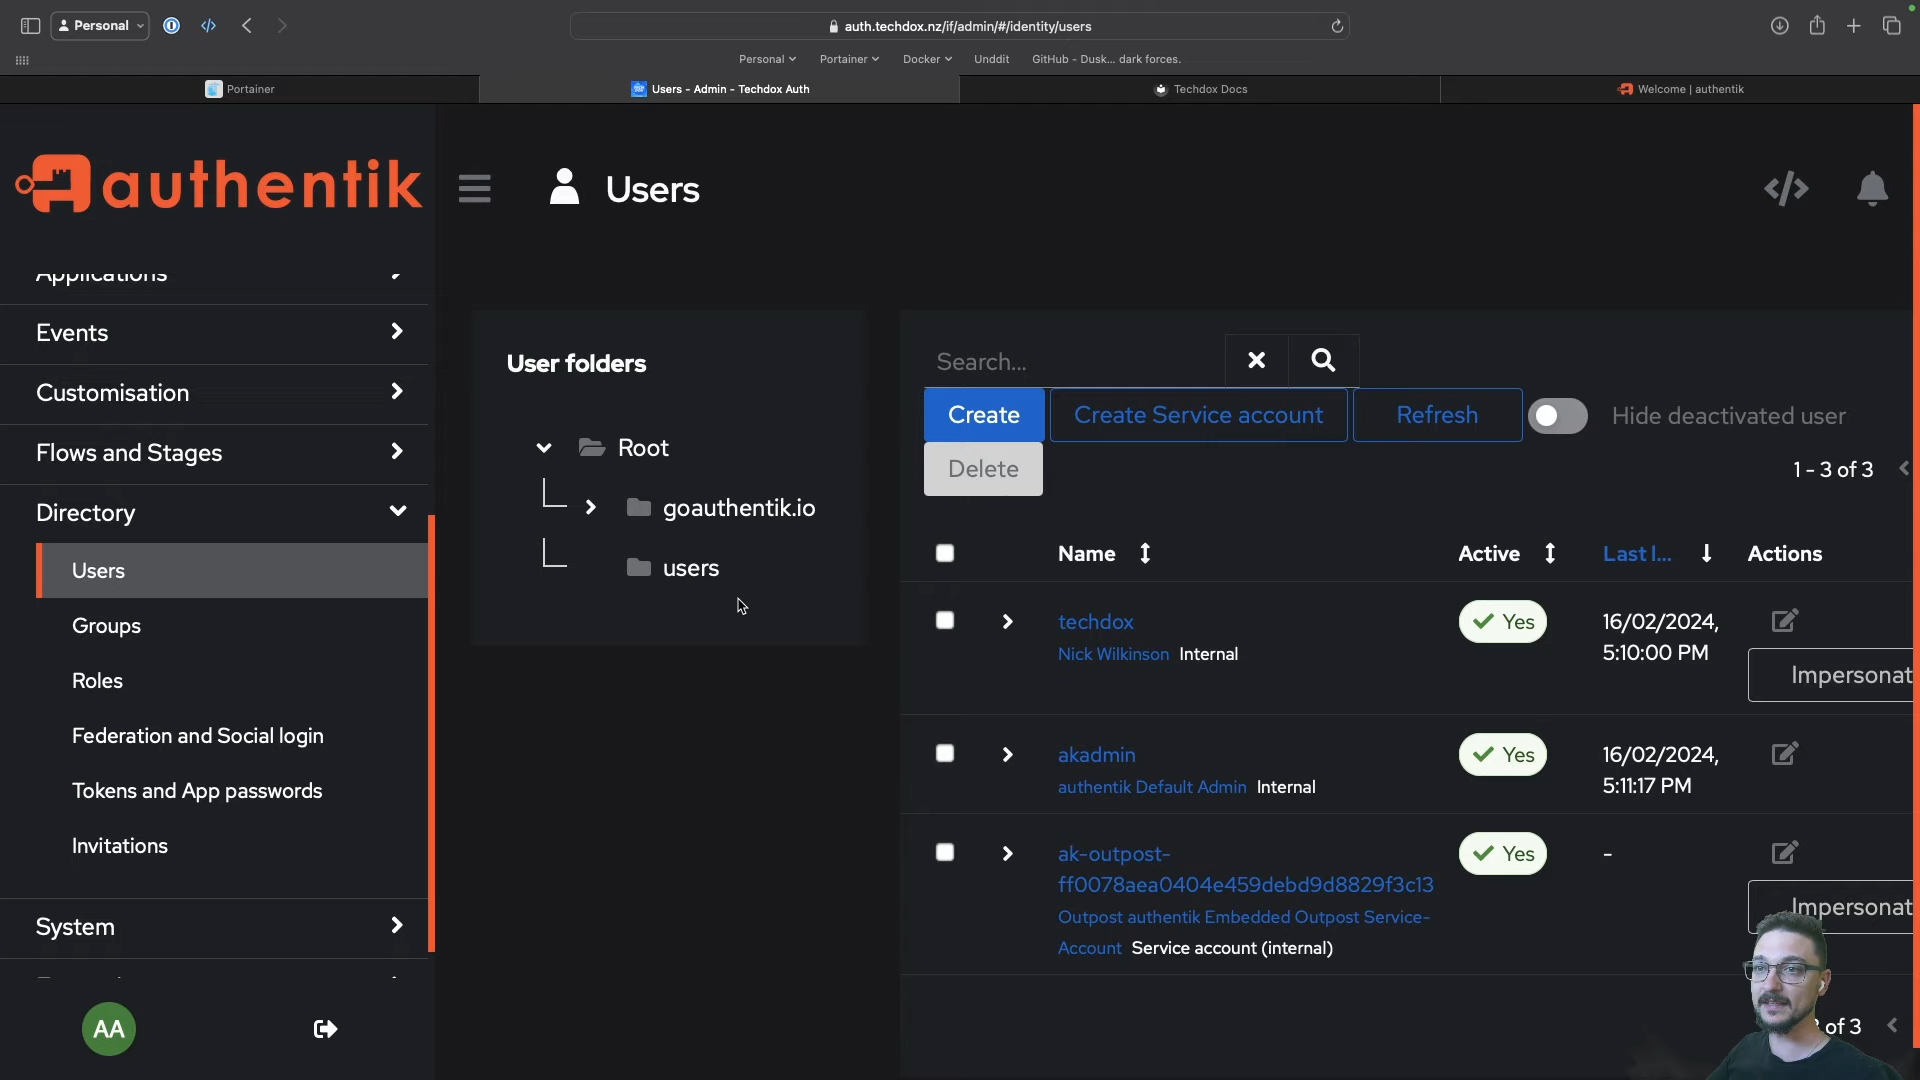 Personal
auth.techdox.nz/if/admin/#/identity/users
Personal Portainer Docker Unddit GitHub - Dusk... dark forces.
Portainer
Users - Admin - Techdox Auth
Techdox Docs
Welcome | authentik
authentik
Users
Applications
Events
Customisation
Flows and Stages
Directory
Users
Groups
Roles
Federation and Social login
Tokens and App passwords
Invitations
System
AA
User folders
Root
goauthentik.io
users
Search...
Create Create Service account Refresh Hide deactivated user
Delete
1 - 3 of 3
Name Active Last l... Actions
techdox Yes 16/02/2024,
Nick Wilkinson Internal 5:10:00 PM
Impersonat
akadmin Yes 16/02/2024,
authentik Default Admin Internal 5:11:17 PM
ak-outpost- Yes -
ff0078aea0404e459debd9d8829f3c13
Outpost authentik Embedded Outpost Service-
Account Service account (internal)
Impersonat
of 3